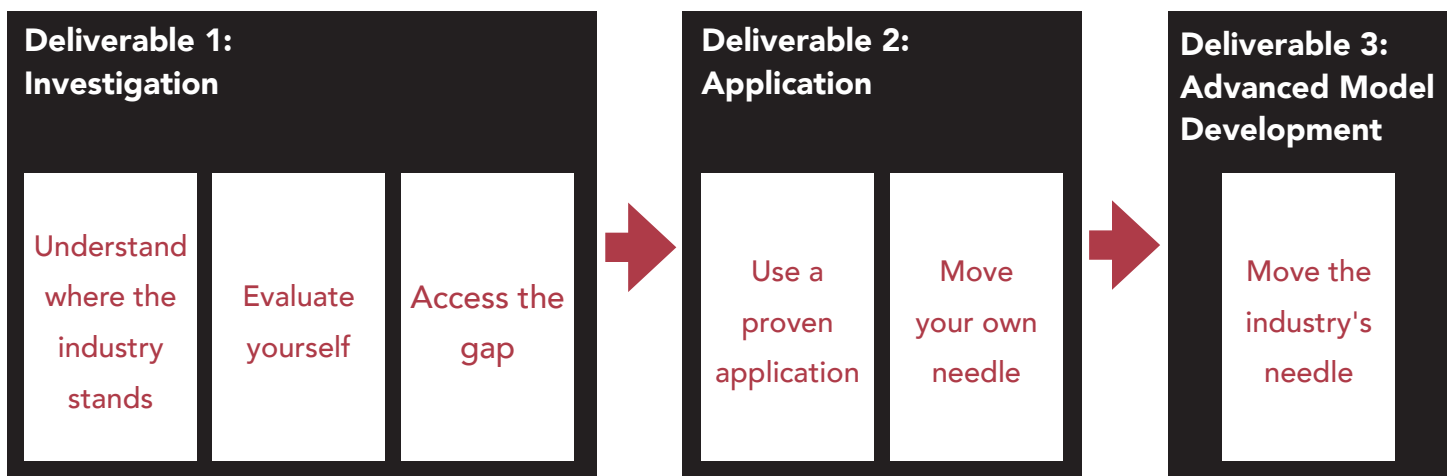 Deliverable 1:
Investigation
Understand
where the
industry
stands
Evaluate
yourself
Access the
gap
Deliverable 2:
Application
Use a
proven
application
Move
your own
needle
Deliverable 3:
Advanced Model
Development
Move the
industry's
needle